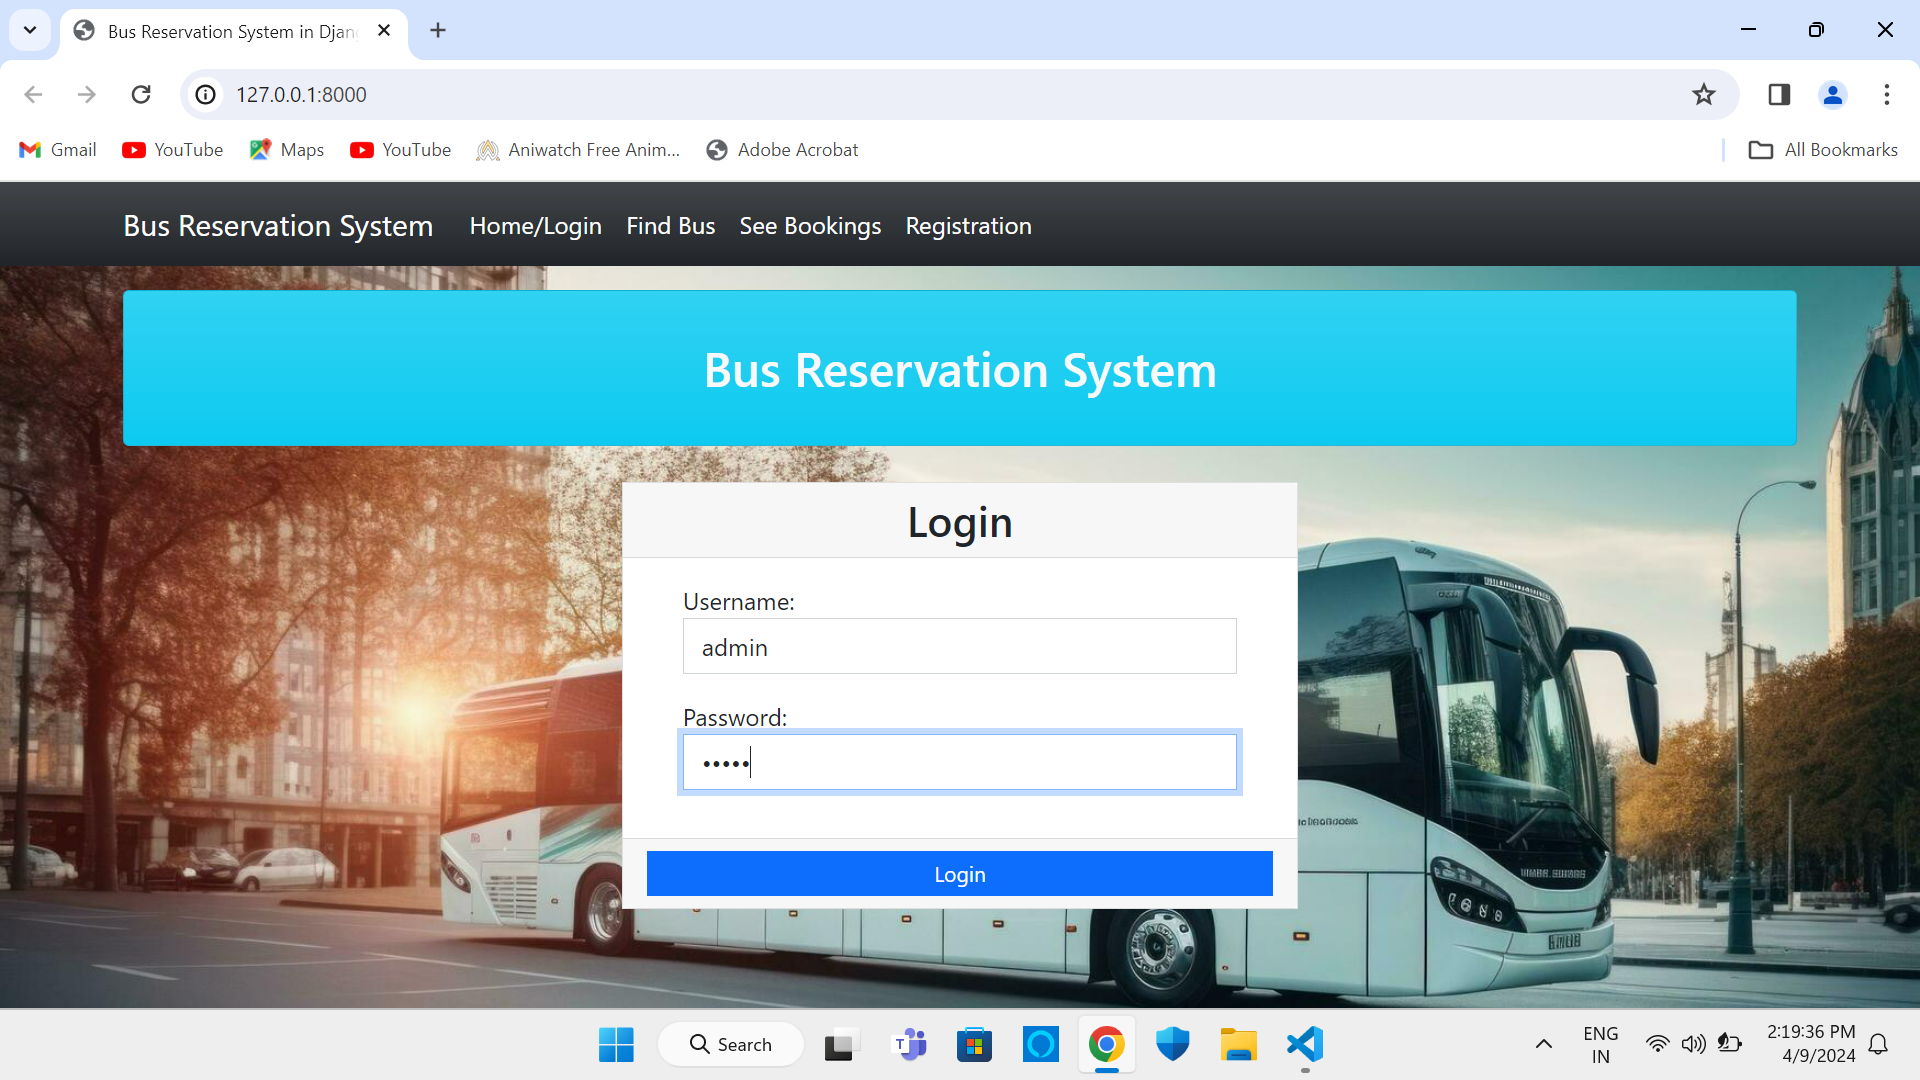 Bus Reservation System in Djan
127.0.0.1:8000
Gmail YouTube Maps YouTube Aniwatch Free Anim... Adobe Acrobat All Bookmarks
Bus Reservation System Home/Login Find Bus See Bookings Registration
Bus Reservation System
Login
Username:
admin
Password:
•••••
Login
Search
ENG
IN
2:19:36 PM
4/9/2024